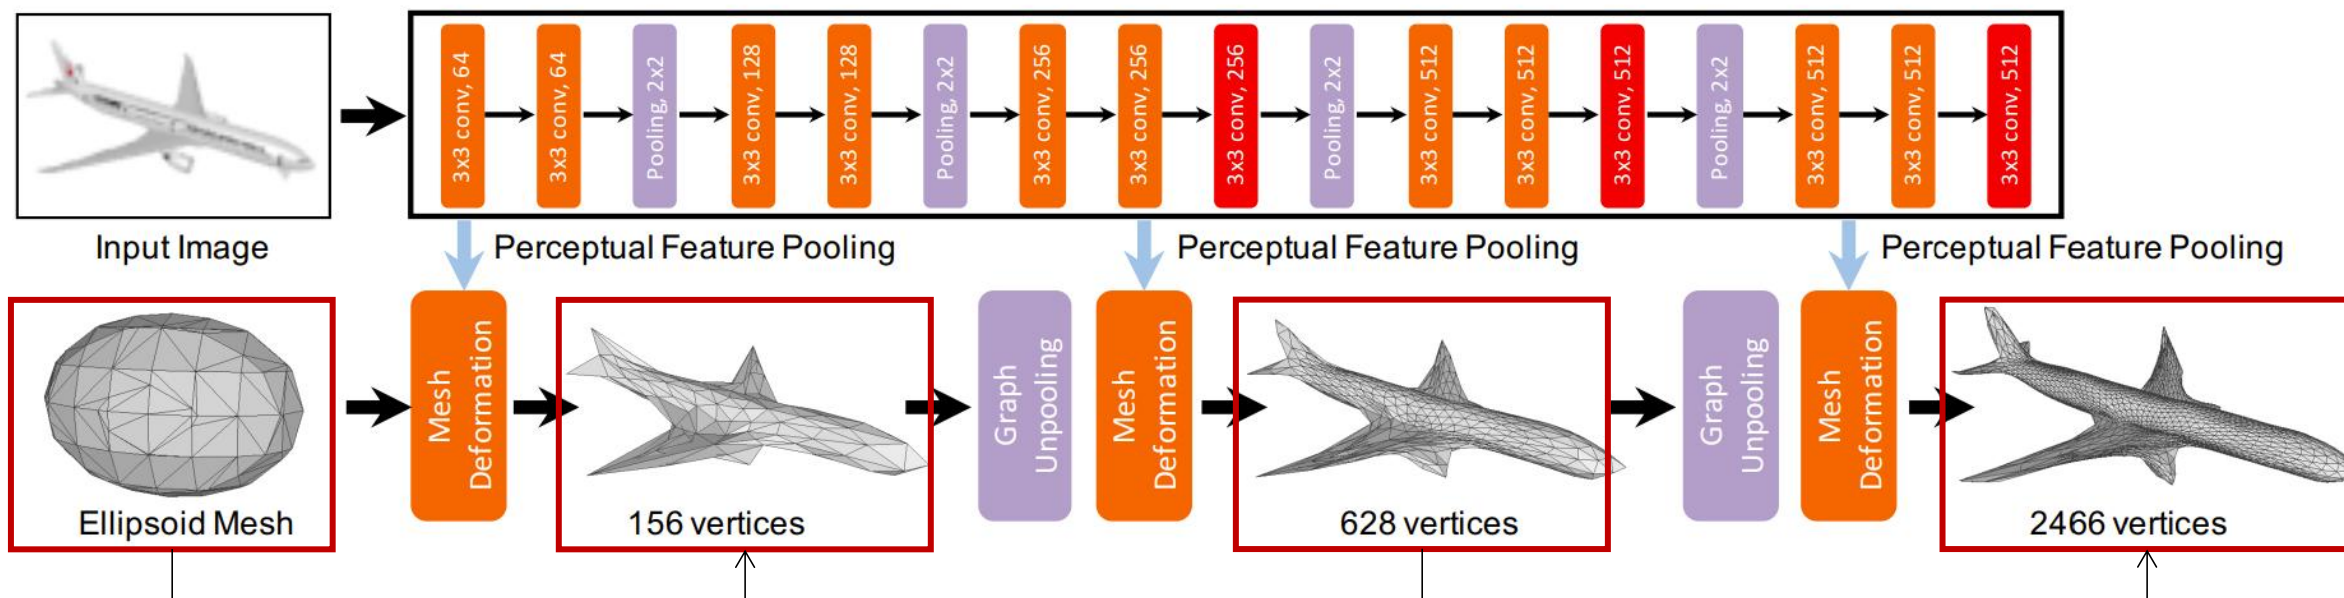 3x3 conv, 64
3x3 conv, 64
Pooling, 2x2
3x3 conv, 128
3x3 conv, 128
Pooling, 2x2
3x3 conv, 256
3x3 conv, 256
3x3 conv, 256
Pooling, 2x2
3x3 conv, 512
3x3 conv, 512
3x3 conv, 512
Pooling, 2x2
3x3 conv, 512
3x3 conv, 512
3x3 conv, 512
Input Image
Perceptual Feature Pooling
Perceptual Feature Pooling
Perceptual Feature Pooling
Ellipsoid Mesh
Mesh
Deformation
156 vertices
Graph
Unpooling
Mesh
Deformation
628 vertices
Graph
Unpooling
Mesh
Deformation
2466 vertices